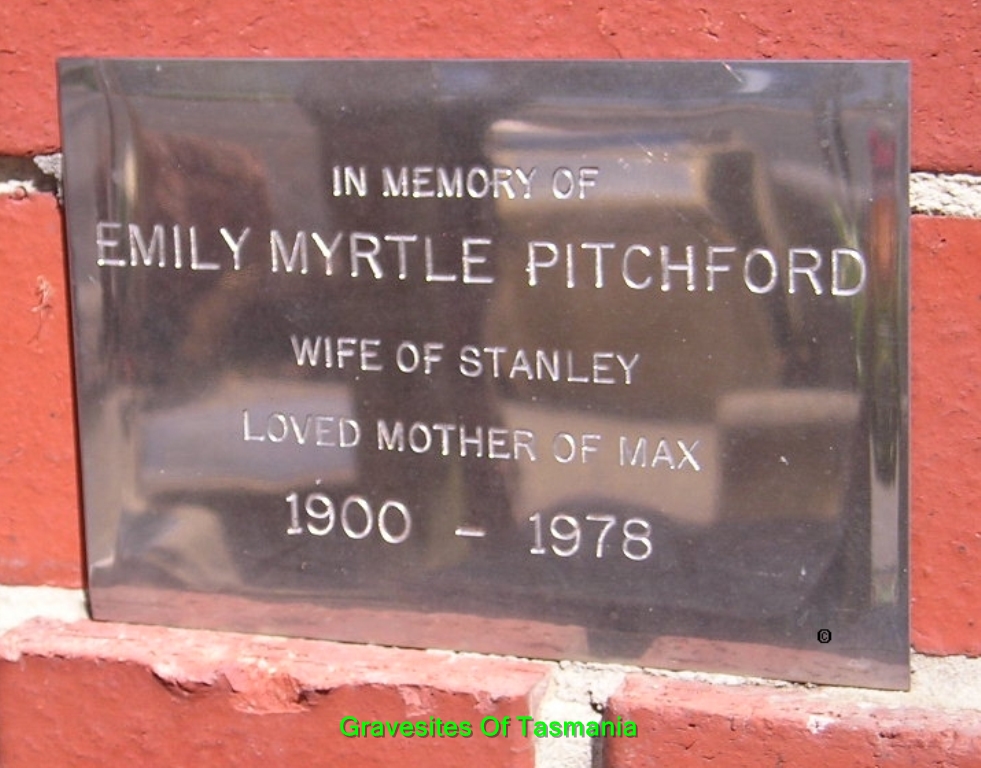 IN MEMORY OF
EMILY MYRTLE PITCHFORD
WIFE OF STANLEY
LOVED MOTHER OF MAX
1900 - 1978
©
Gravesites Of Tasmania